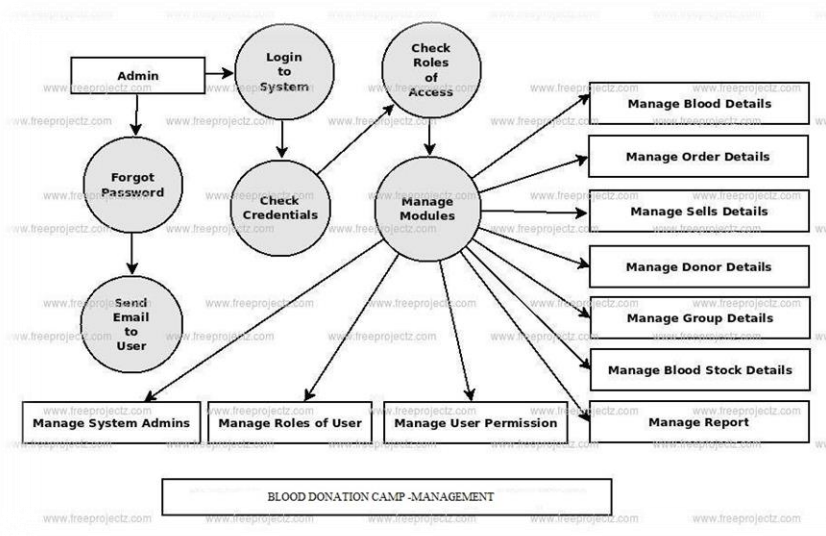 Admin
Login
to
System
Check
Roles
of
Access
Forgot
Password
Check
Credentials
Manage
Modules
Send
Email
to
User
Manage Blood Details
Manage Order Details
Manage Sells Details
Manage Donor Details
Manage Group Details
Manage Blood Stock Details
Manage Report
Manage System Admins
Manage Roles of User
Manage User Permission
BLOOD DONATION CAMP -MANAGEMENT
www.freeprojectz.com